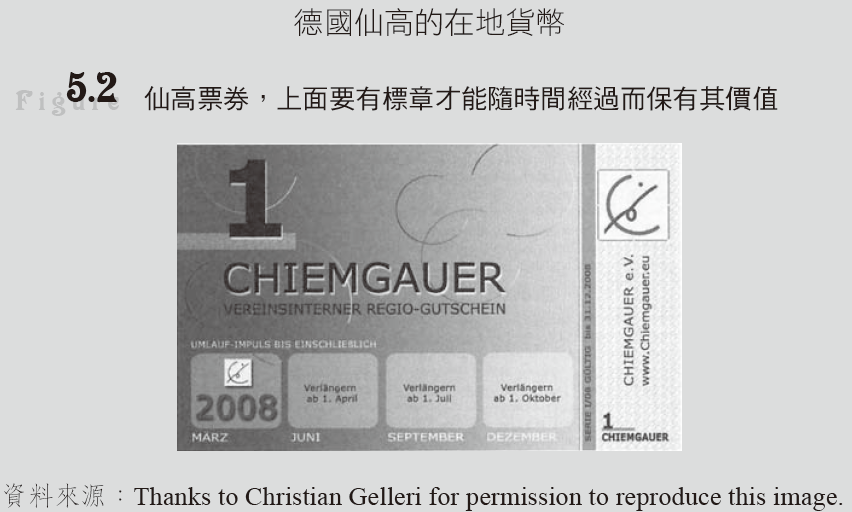 德國仙高的在地貨幣
Figure 5.2 仙高票券，上面要有標章才能隨時間經過而保有其價值
1
CHIEMGAUER
VEREINSINTERNER REGIO-GUTSCHEIN
UMLAUF-IMPULS BIS EINSCHLIEßLICH
2008
Verlängern
ab 1. April
Verlängern
ab 1. Juli
Verlängern
ab 1. Oktober
MÄRZ JUNI SEPTEMBER DEZEMBER
SERIE 1/08 GÜLTIG bis 31.12.2008
CHIEMGAUER e.V.
www.Chiemgauer.eu
1
CHIEMGAUER
資料來源：Thanks to Christian Gelleri for permission to reproduce this image.